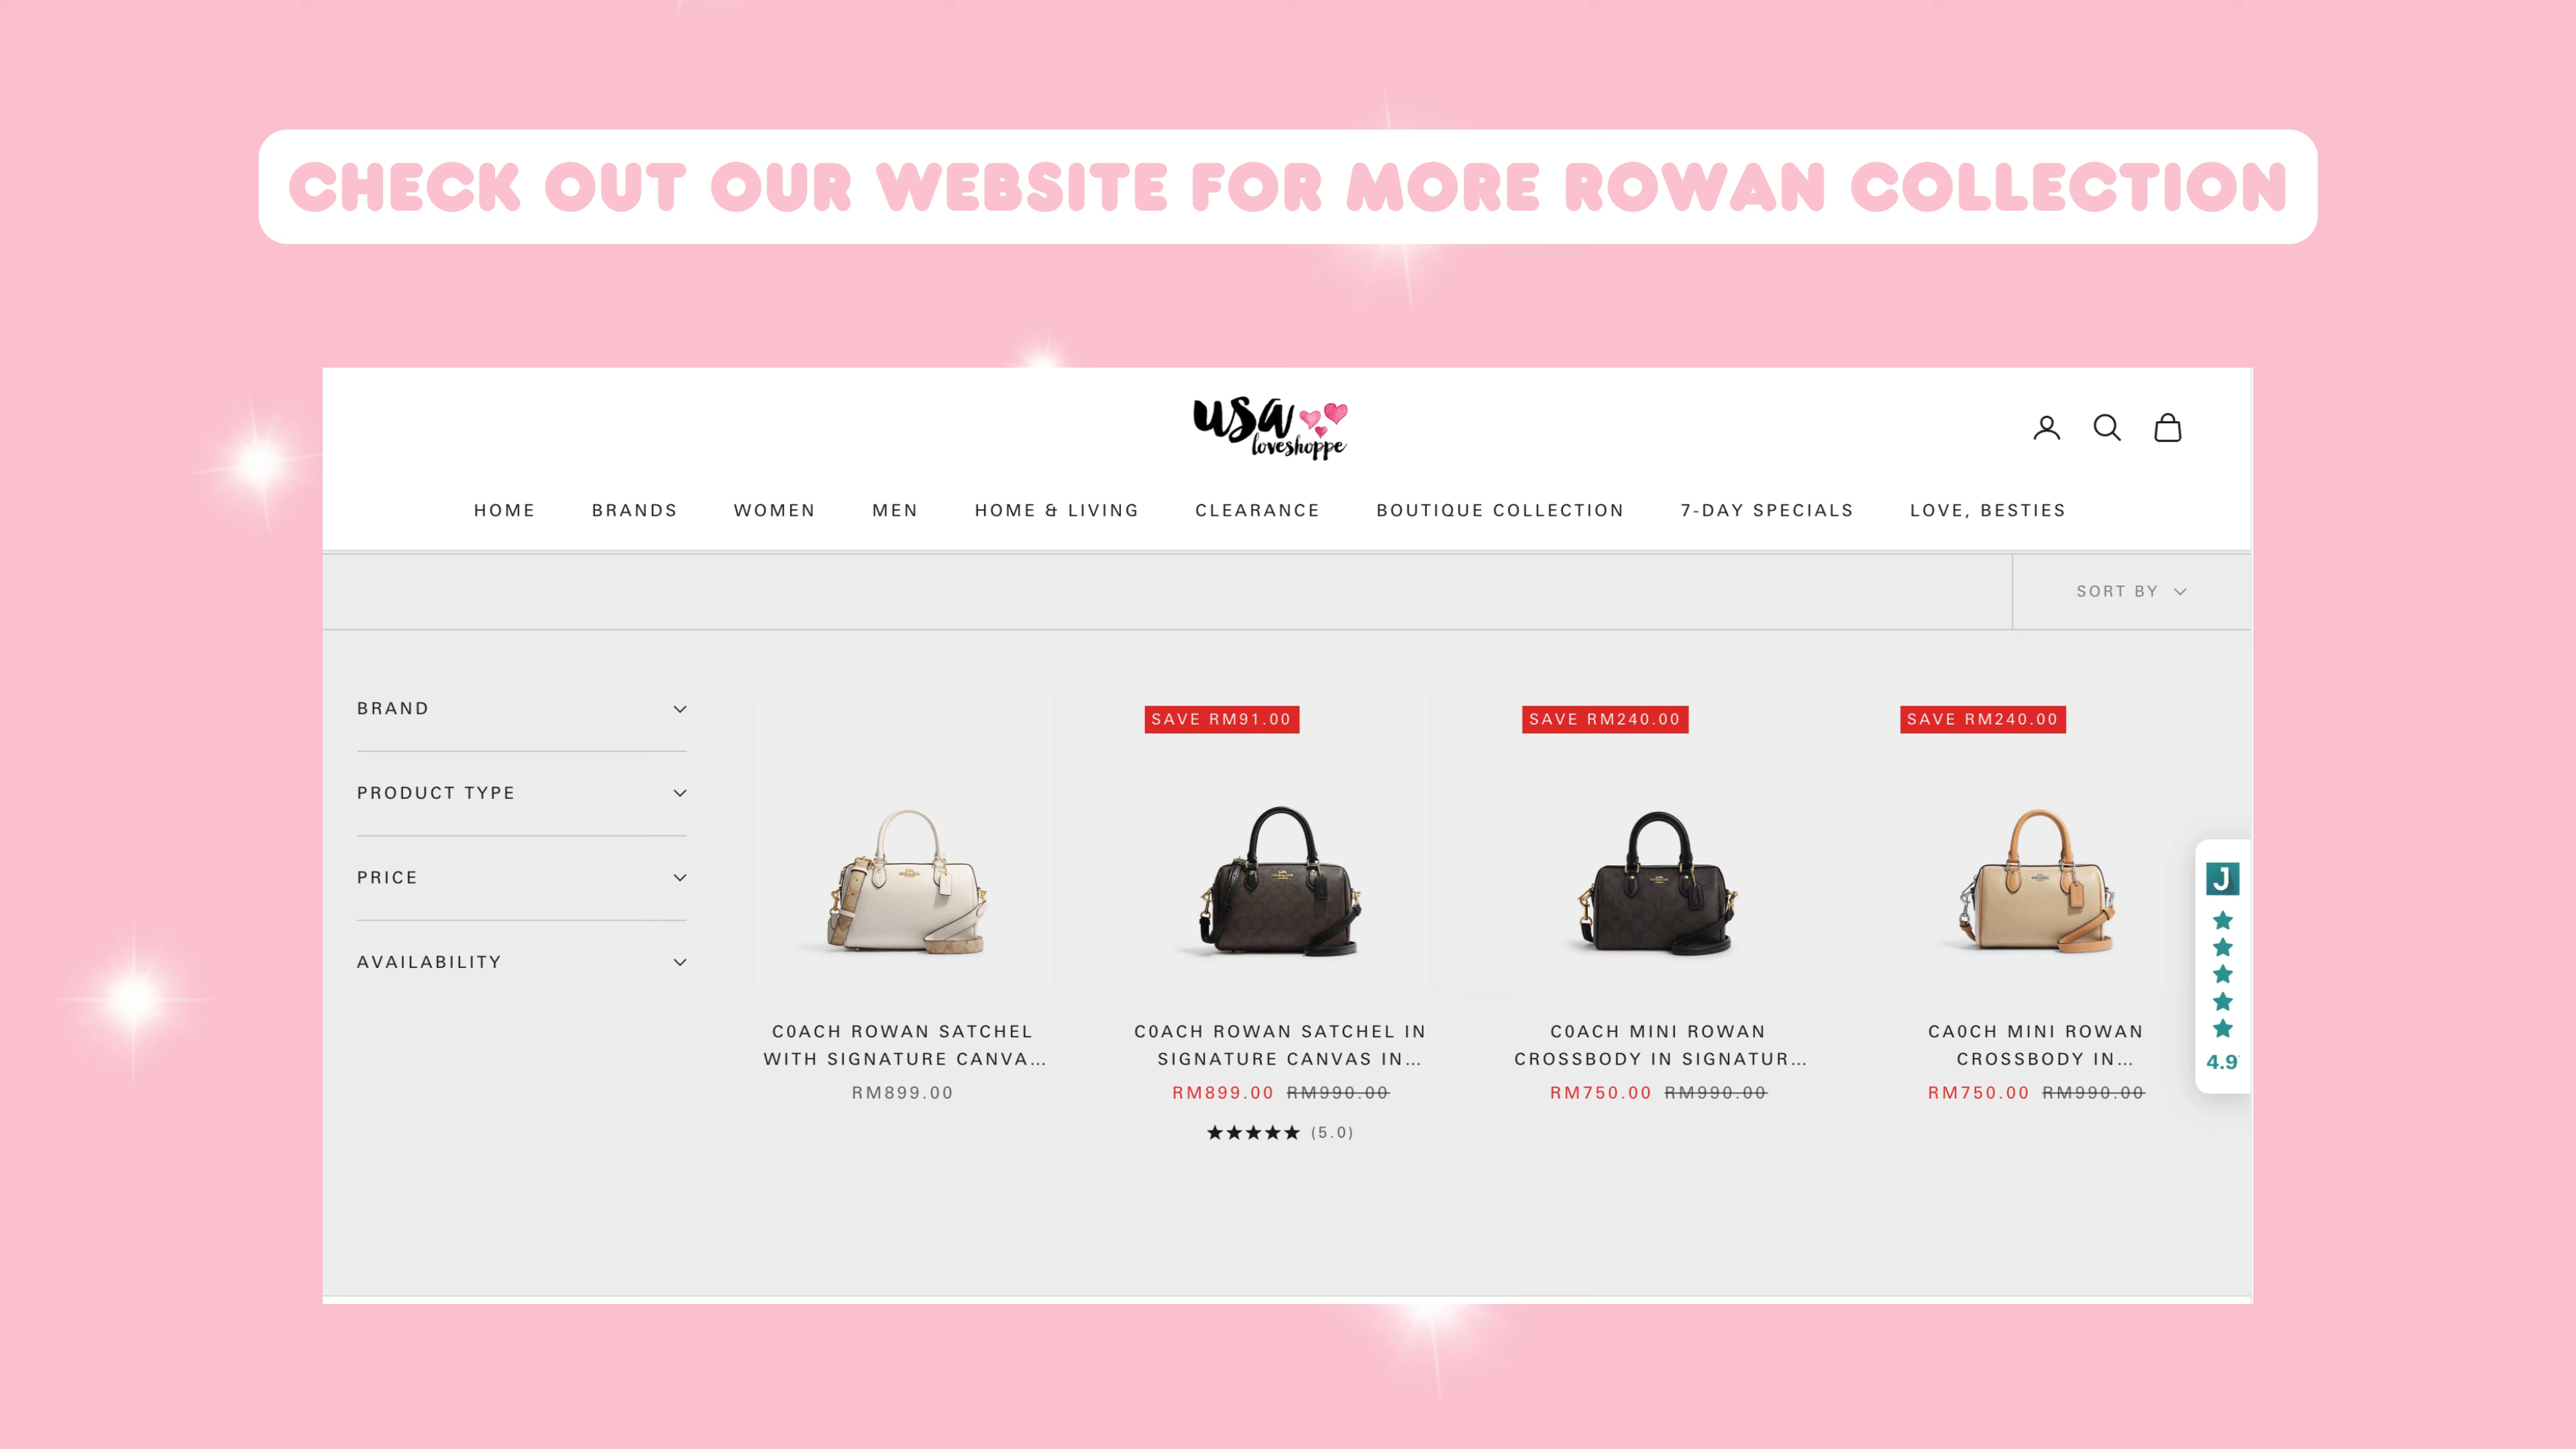 CHECK OUT OUR WEBSITE FOR MORE ROWAN COLLECTION
usa
loveshoppe
HOME BRANDS WOMEN MEN HOME & LIVING CLEARANCE BOUTIQUE COLLECTION 7-DAY SPECIALS LOVE, BESTIES
SORT BY
BRAND
PRODUCT TYPE
PRICE
AVAILABILITY
C0ACH ROWAN SATCHEL
WITH SIGNATURE CANVA...
RM899.00
SAVE RM91.00
C0ACH ROWAN SATCHEL IN
SIGNATURE CANVAS IN...
RM899.00 RM990.00
★★★★★ (5.0)
SAVE RM240.00
C0ACH MINI ROWAN
CROSSBODY IN SIGNATUR...
RM750.00 RM990.00
SAVE RM240.00
CA0CH MINI ROWAN
CROSSBODY IN...
RM750.00 RM990.00
J
4.9